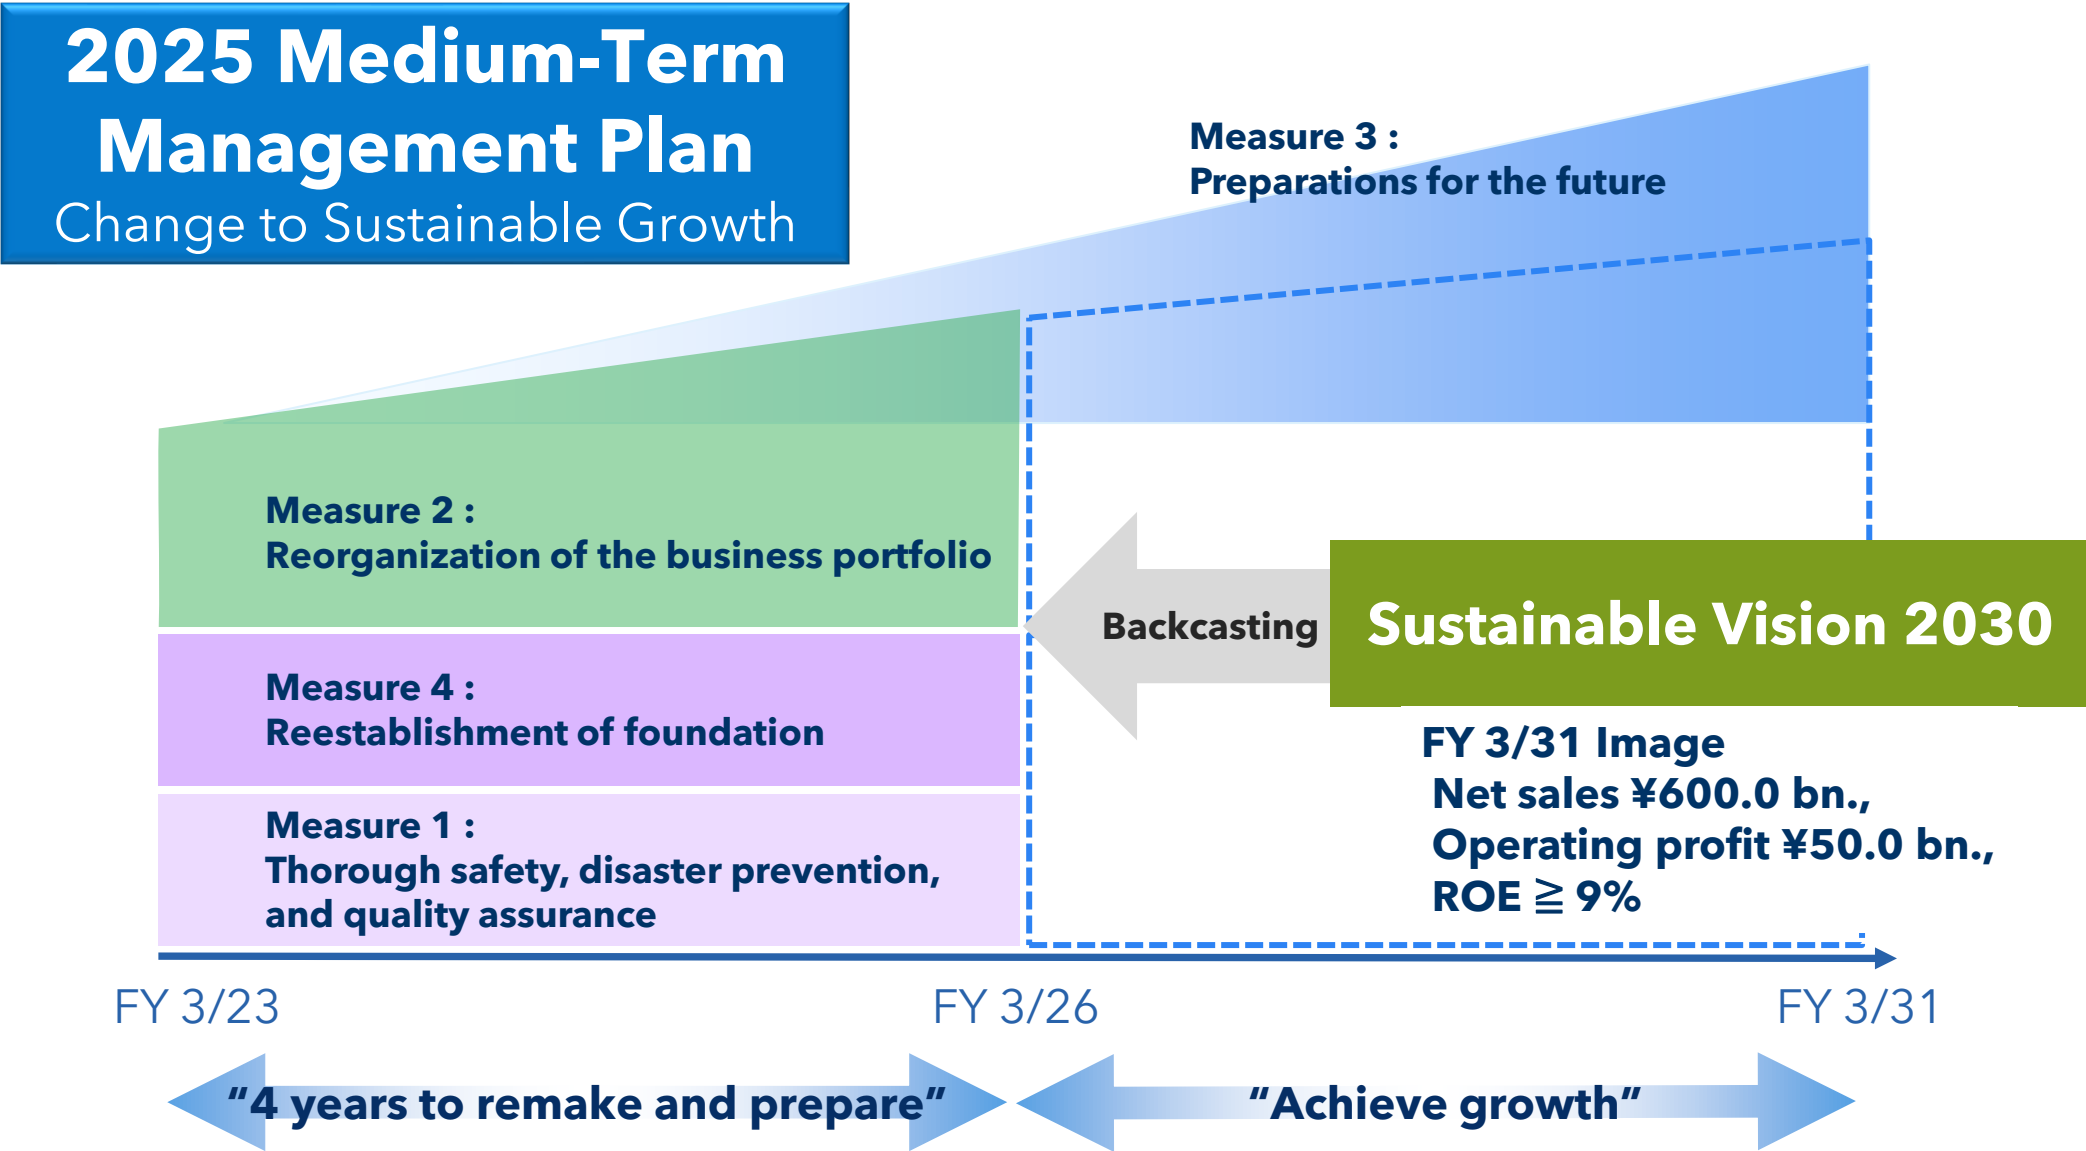 2025 Medium-Term
Management Plan
Change to Sustainable Growth
Measure 3 :
Preparations for the future
Measure 2 :
Reorganization of the business portfolio
Measure 4 :
Reestablishment of foundation
Measure 1 :
Thorough safety, disaster prevention,
and quality assurance
Backcasting
Sustainable Vision 2030
FY 3/31 Image
Net sales ¥600.0 bn.,
Operating profit ¥50.0 bn.,
ROE ≧ 9%
FY 3/23
FY 3/26
FY 3/31
“4 years to remake and prepare”
“Achieve growth”